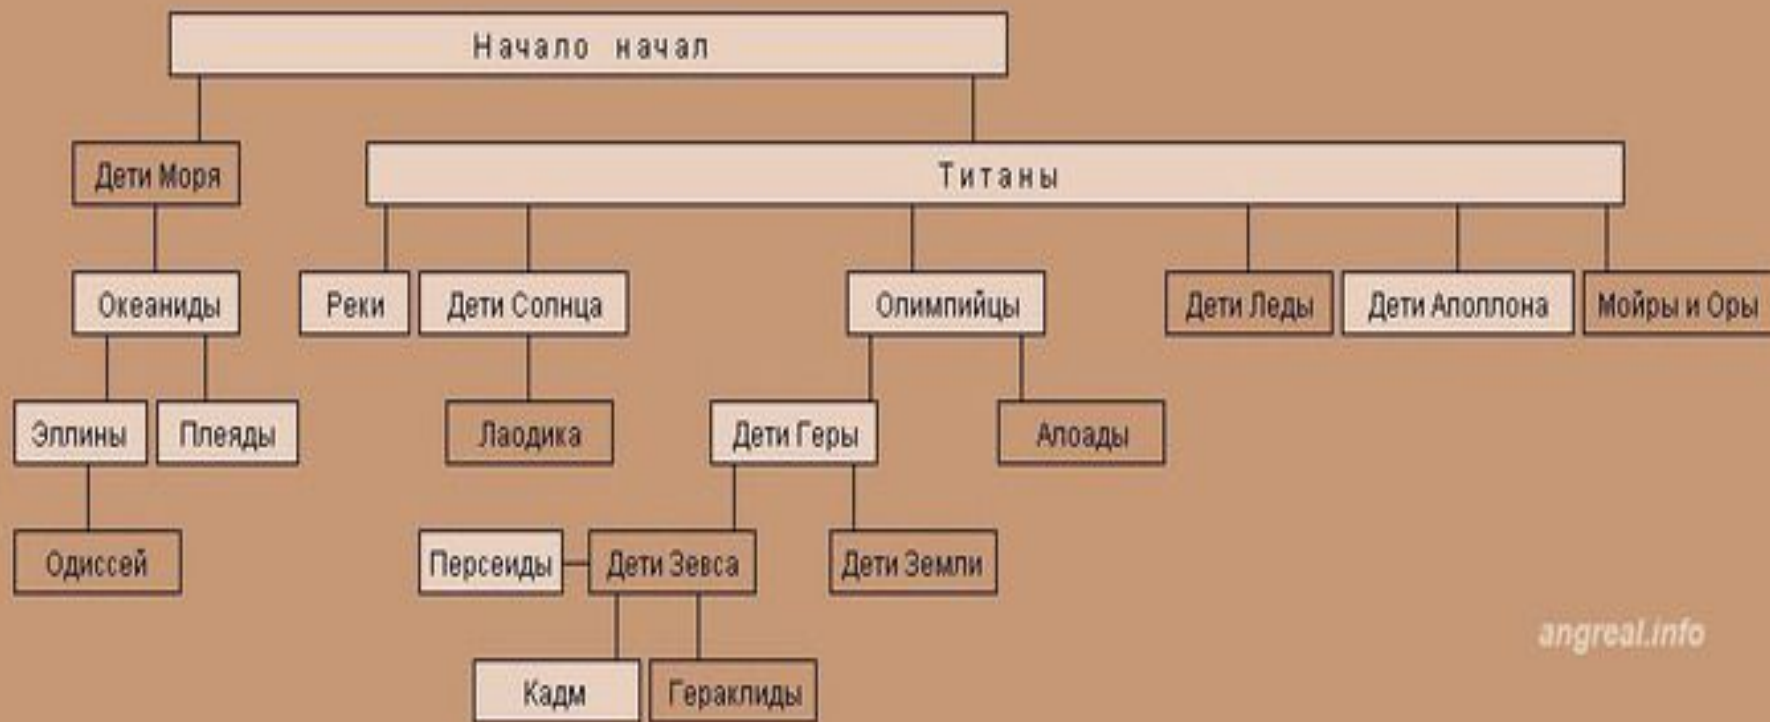 Начало начал
Дети Моря
Титаны
Океаниды
Реки
Дети Солнца
Олимпийцы
Дети Леды
Дети Аполлона
Мойры и Оры
Эллины
Плеяды
Лаодика
Дети Геры
Алоады
Одиссей
Персеиды
Дети Зевса
Дети Земли
Кадм
Гераклиды
angreal.info